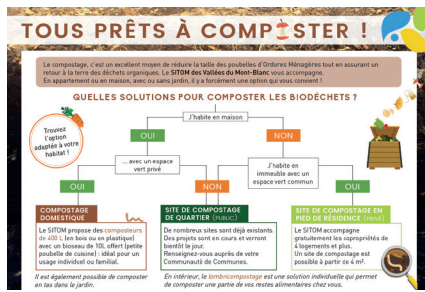 TOUS PRÊTS À COMPOSTER !
Le compostage, c'est un excellent moyen de réduire la taille des poubelles d'Ordures Ménagères tout en assurant un
retour à la terre des déchets organiques. Le SITOM des Vallées du Mont-Blanc vous accompagne.
En appartement ou en maison, avec ou sans jardin, il y a forcément une option qui vous convient !
QUELLES SOLUTIONS POUR COMPOSTER LES BIODÉCHETS ?
J'habite en maison
Trouvez
l'option
adaptée à votre
habitat !
OUI
NON
... avec un espace
vert privé
J'habite en
immeuble avec un
espace vert commun
OUI
NON
OUI
COMPOSTAGE
DOMESTIQUE
Le SITOM propose des composteurs
de 400 L (en bois ou en plastique)
avec un bioseau de 10L offert (petite
poubelle de cuisine) : idéal pour un
usage individuel ou familial.
Il est également possible de composter
en tas dans le jardin.
SITE DE COMPOSTAGE
DE QUARTIER (PUBLIC)
De nombreux sites sont déjà existants.
Des projets sont en cours et verront
bientôt le jour.
Renseignez-vous auprès de votre
Communauté de Communes.
SITE DE COMPOSTAGE EN
PIED DE RÉSIDENCE (PRIVÉ)
Le SITOM accompagne
gratuitement les copropriétés de
4 logements et plus.
Un site de compostage est
possible à partir de 4 m².
En intérieur, le lombricompostage est une solution individuelle qui permet
de composter une partie de vos restes alimentaires chez vous.